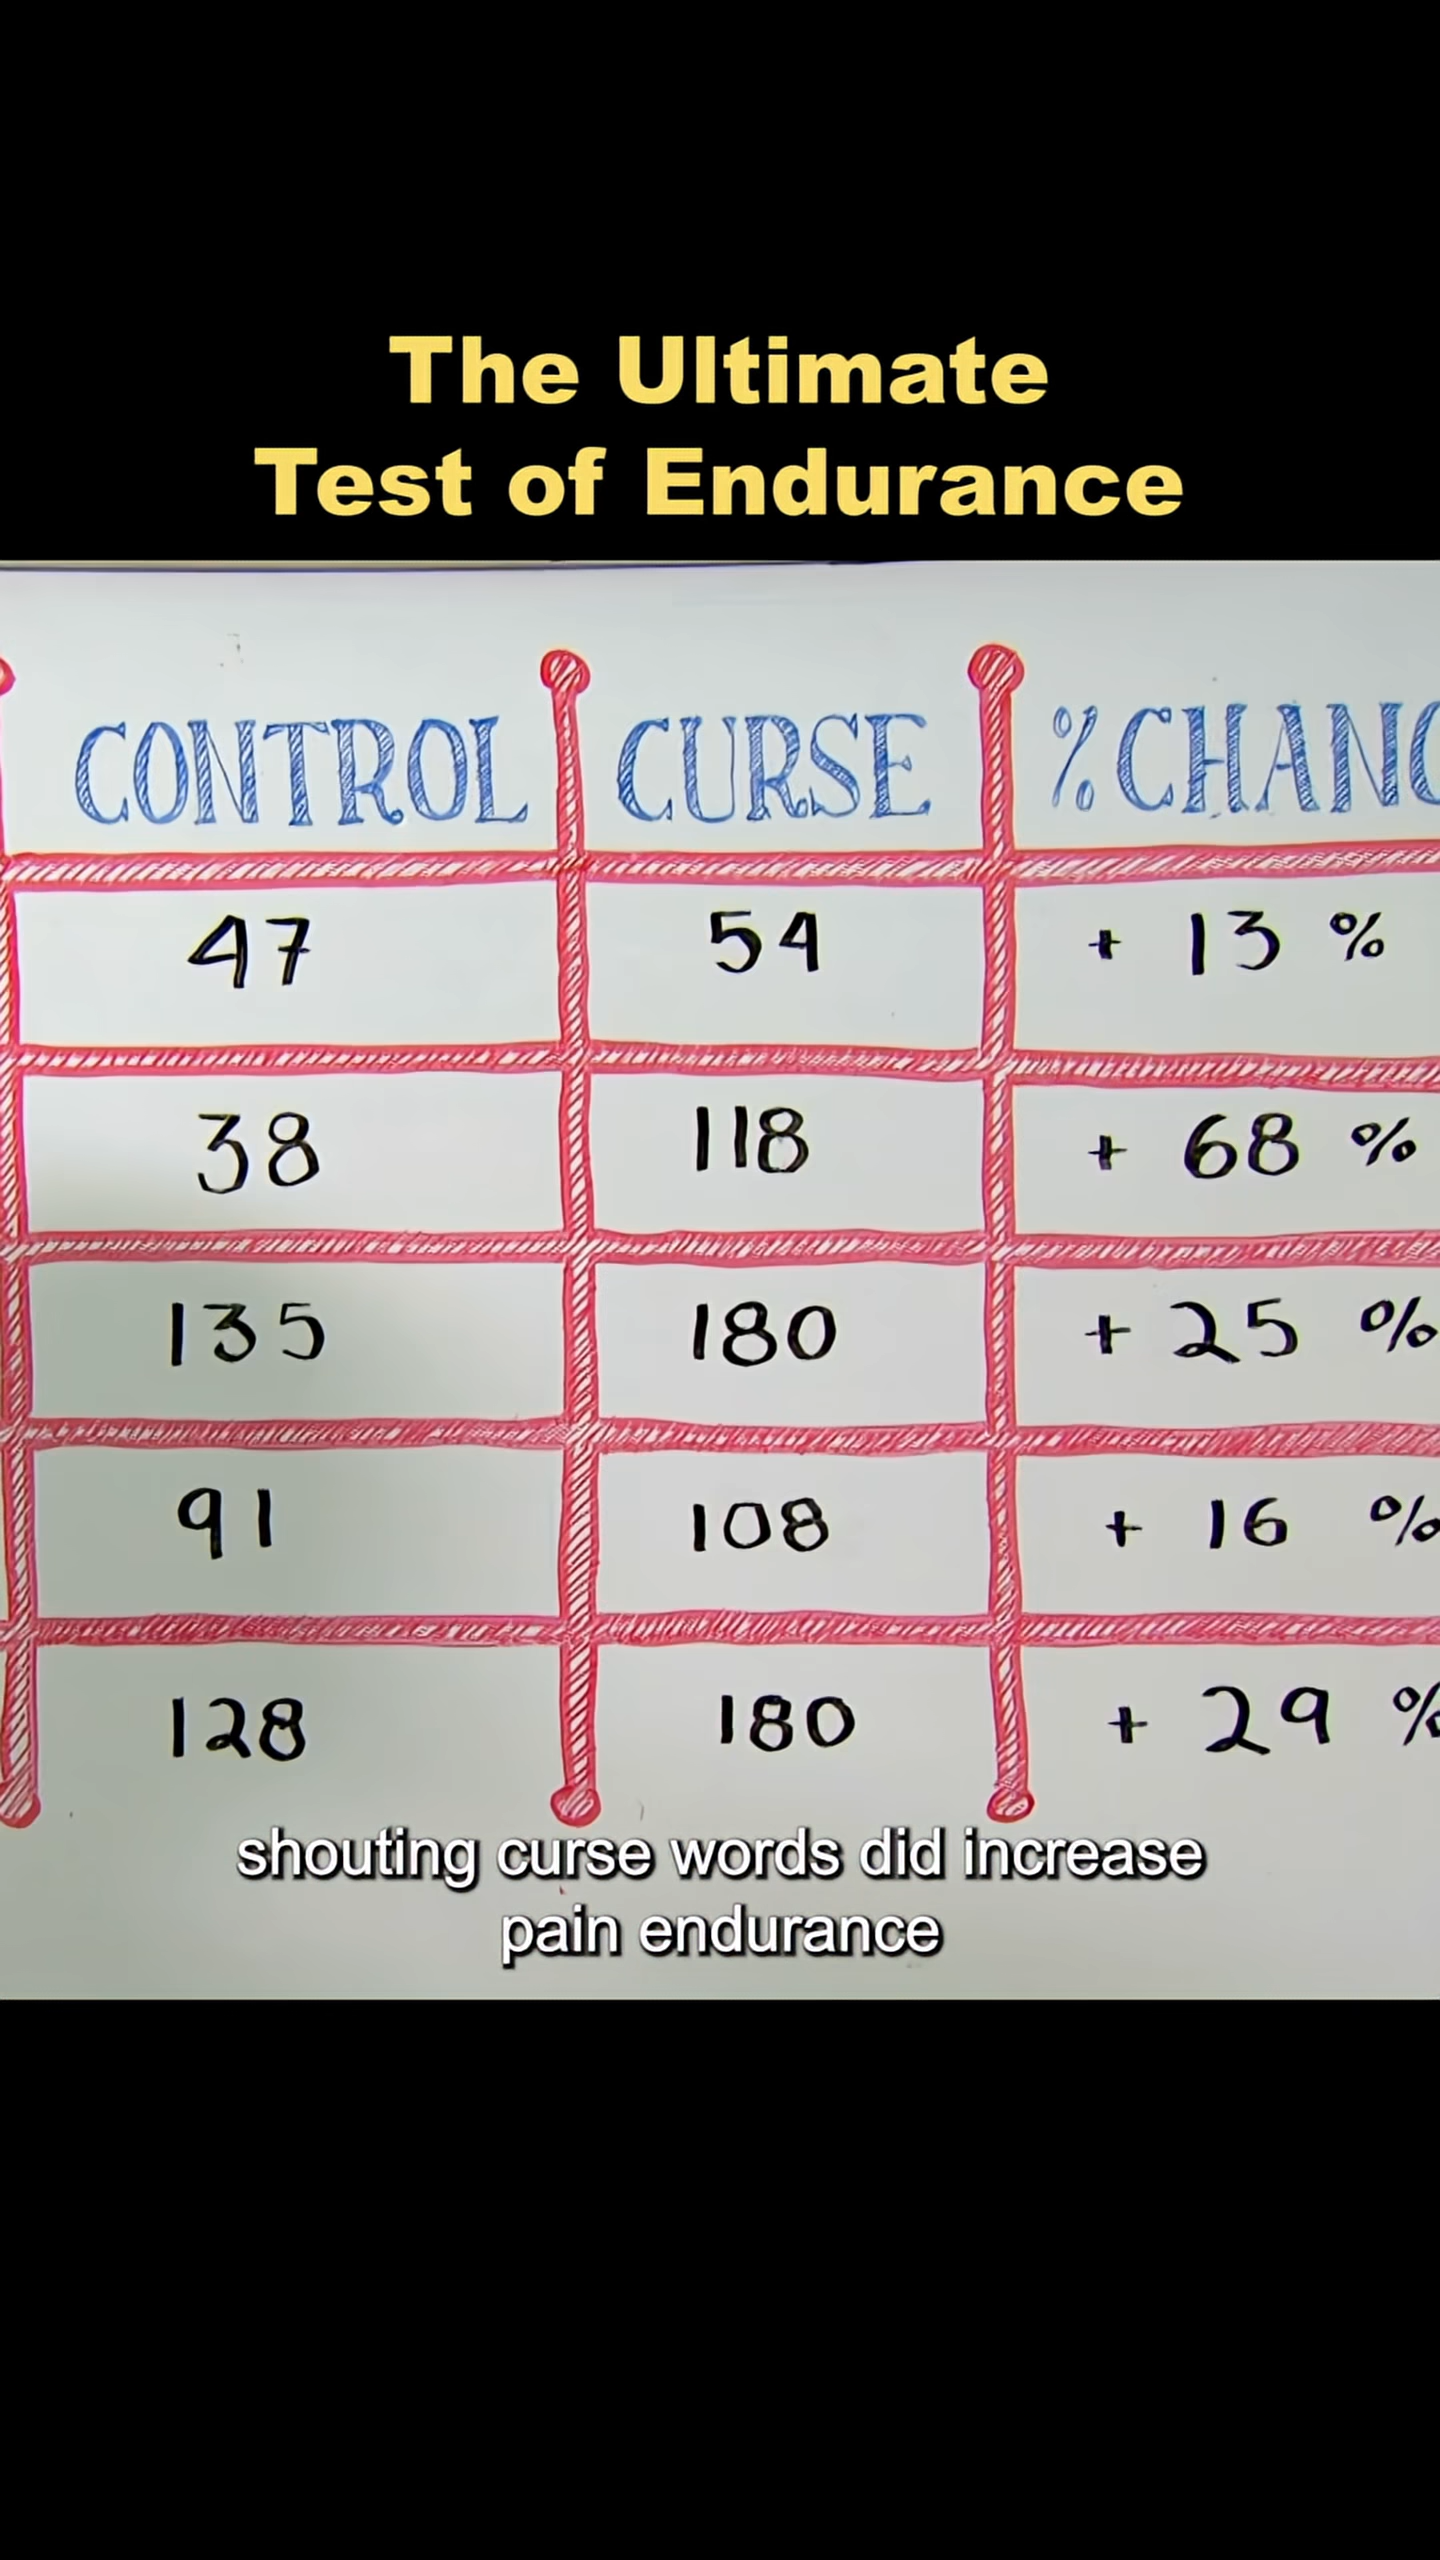 The Ultimate
Test of Endurance
CONTROL CURSE %CHANG
47 54 + 13 %
38 118 + 68 %
135 180 + 25 %
91 108 + 16 %
128 180 + 29 %
shouting curse words did increase
pain endurance